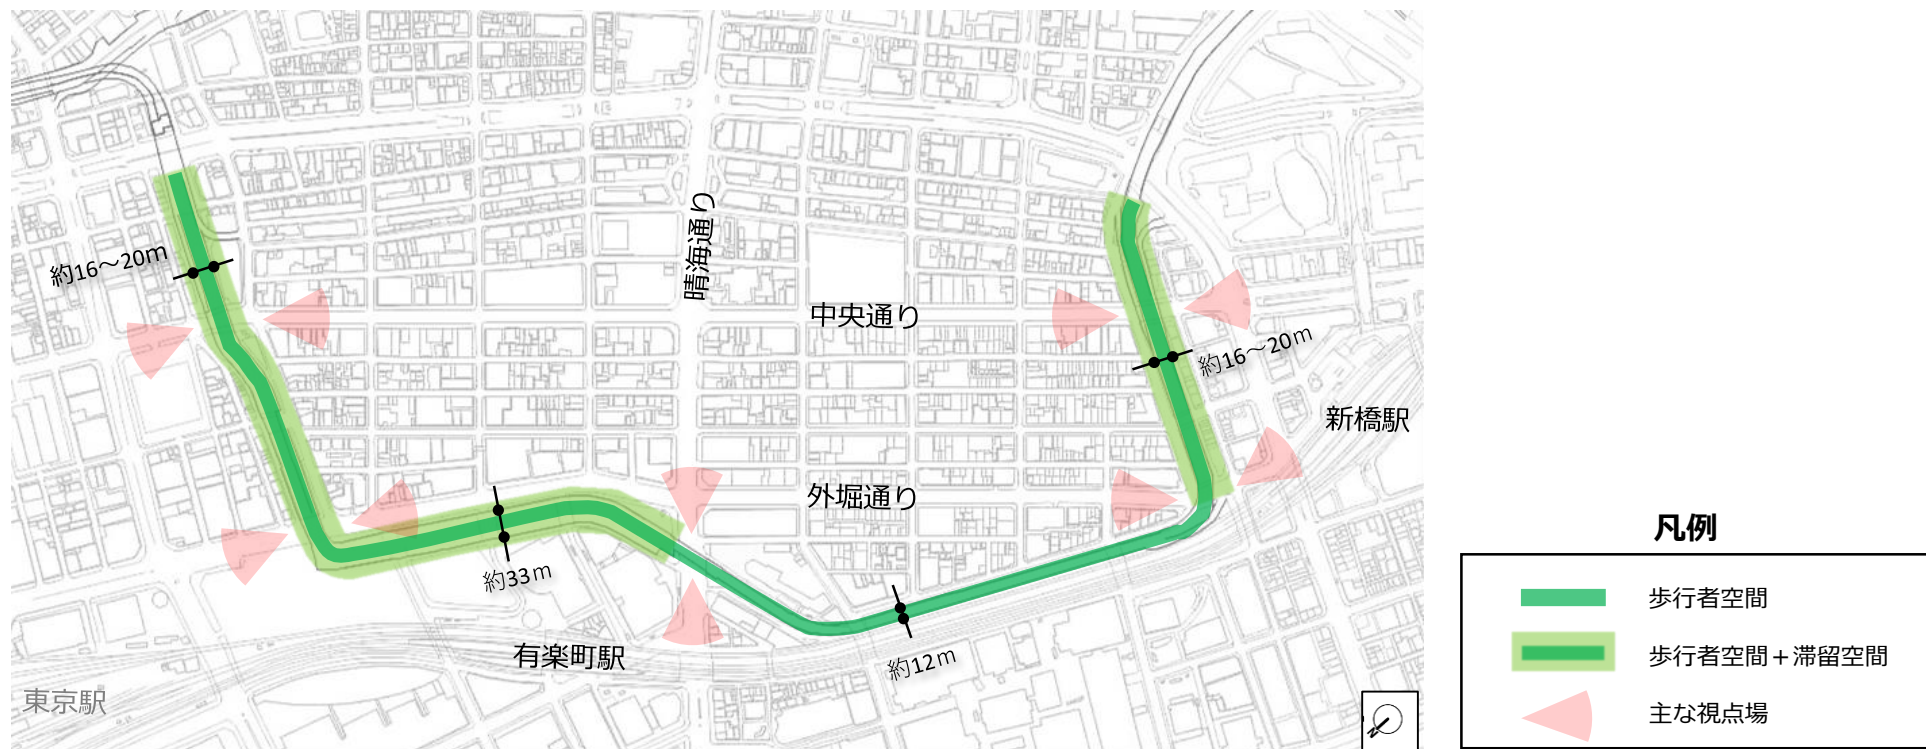 約16～20m
晴海通り
中央通り
約16～20m
新橋駅
外堀通り
約33m
有楽町駅
約12m
東京駅
N
凡例
歩行者空間
歩行者空間＋滞留空間
主な視点場